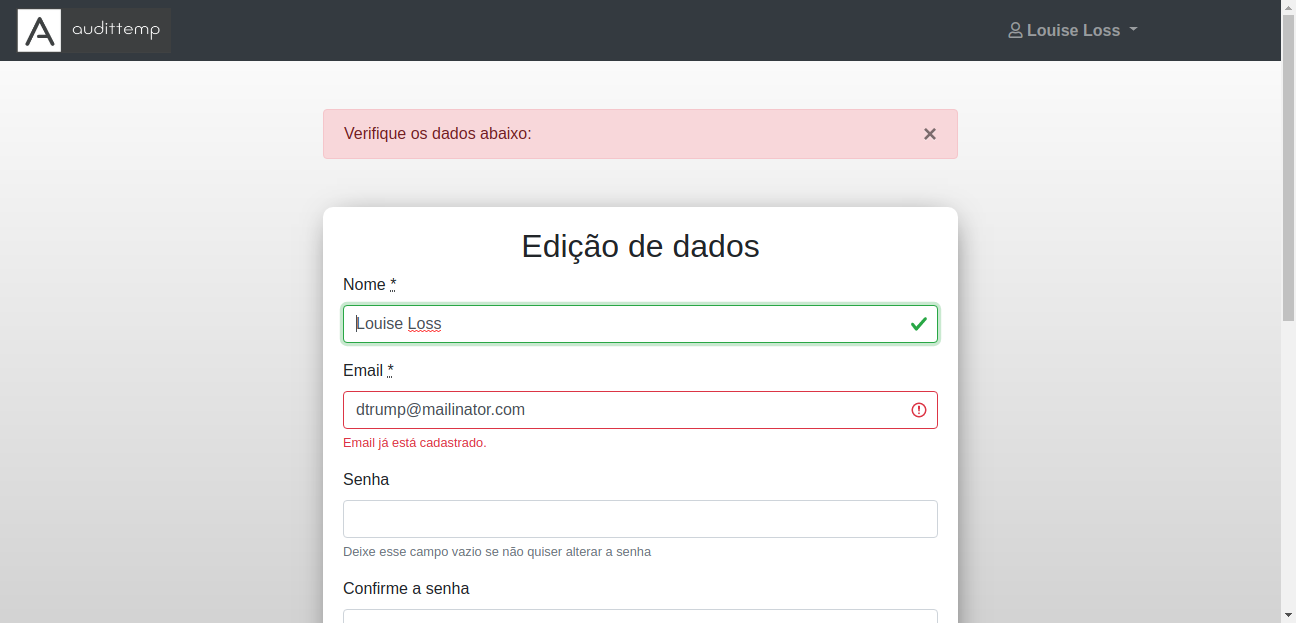 audittemp
Louise Loss
Verifique os dados abaixo:
×
Edição de dados
Nome *
Louise Loss
Email *
dtrump@mailinator.com
Email já está cadastrado.
Senha
Deixe esse campo vazio se não quiser alterar a senha
Confirme a senha